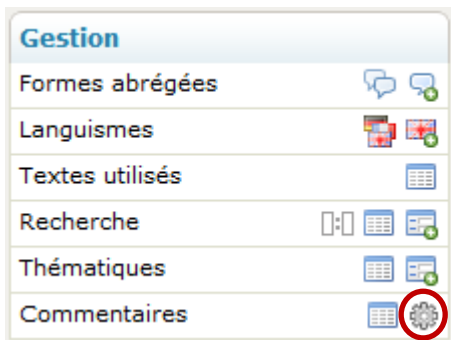 Gestion
Formes abrégées
Languismes
Textes utilisés
Recherche
Thématiques
Commentaires